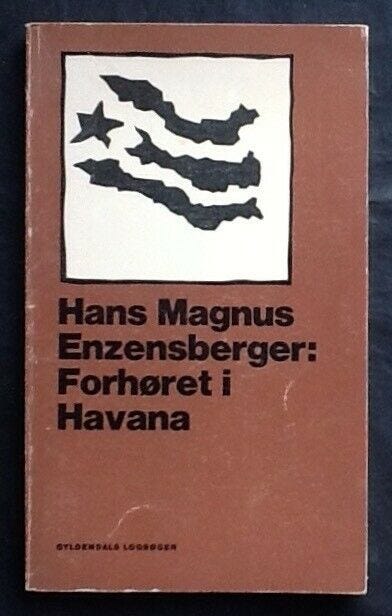 Hans Magnus
Enzensberger:
Forhøret i
Havana
GYLDENDALS LOGBØGER